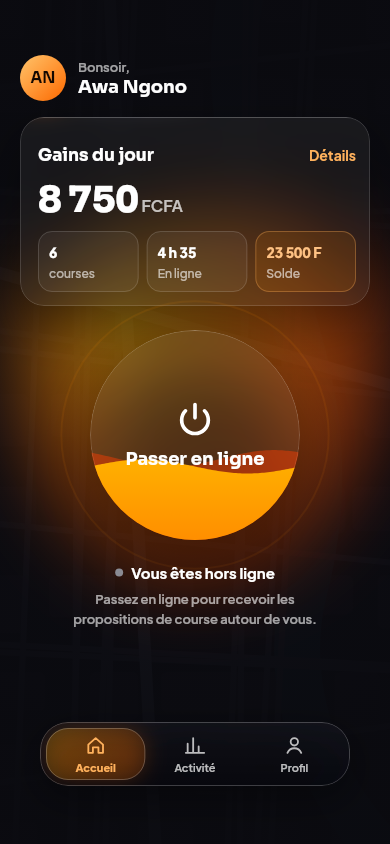 AN
Bonsoir,
Awa Ngono
Gains du jour
Détails
8 750 FCFA
6
courses
4 h 35
En ligne
23 500 F
Solde
Passer en ligne
Vous êtes hors ligne
Passez en ligne pour recevoir les
propositions de course autour de vous.
Accueil
Activité
Profil